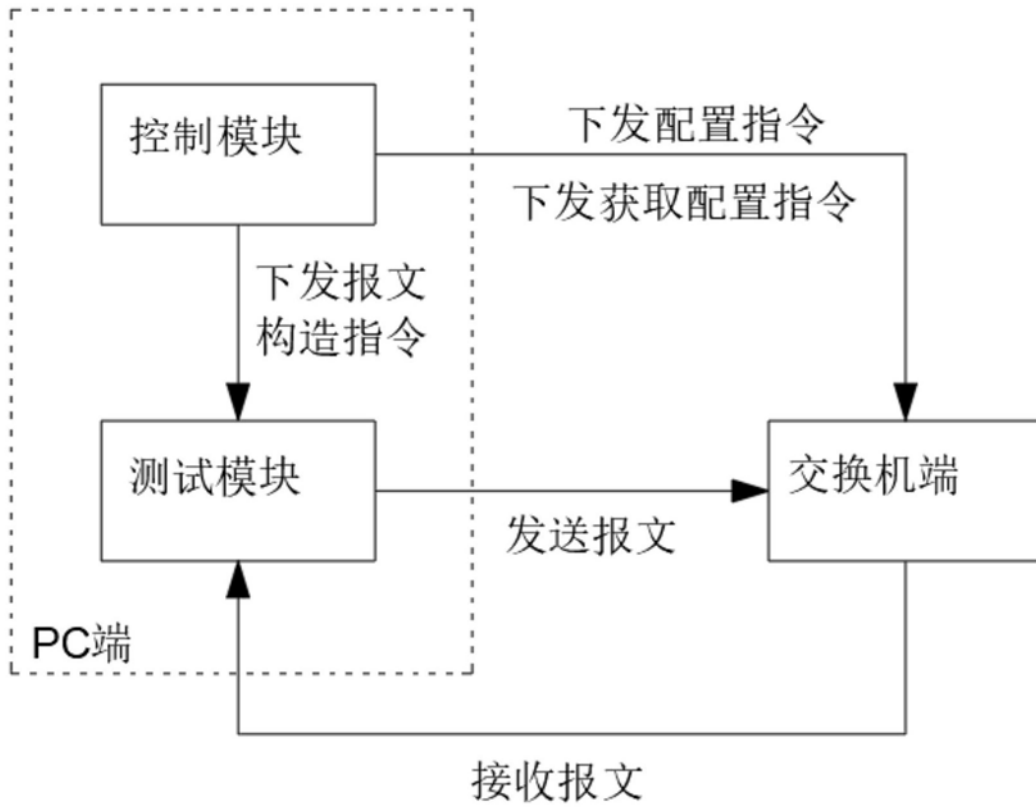 控制模块
下发配置指令
下发获取配置指令
下发报文
构造指令
测试模块
交换机端
发送报文
PC端
接收报文